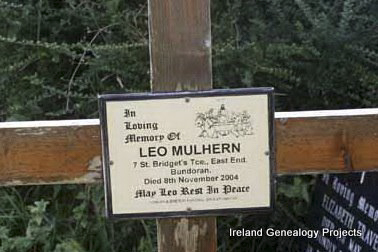 In
Loving
Memory Of
LEO MULHERN
7 St. Bridget's Tce., East End.
Bundoran.
Died 8th November 2004
May Leo Rest In Peace
Ireland Genealogy Projects